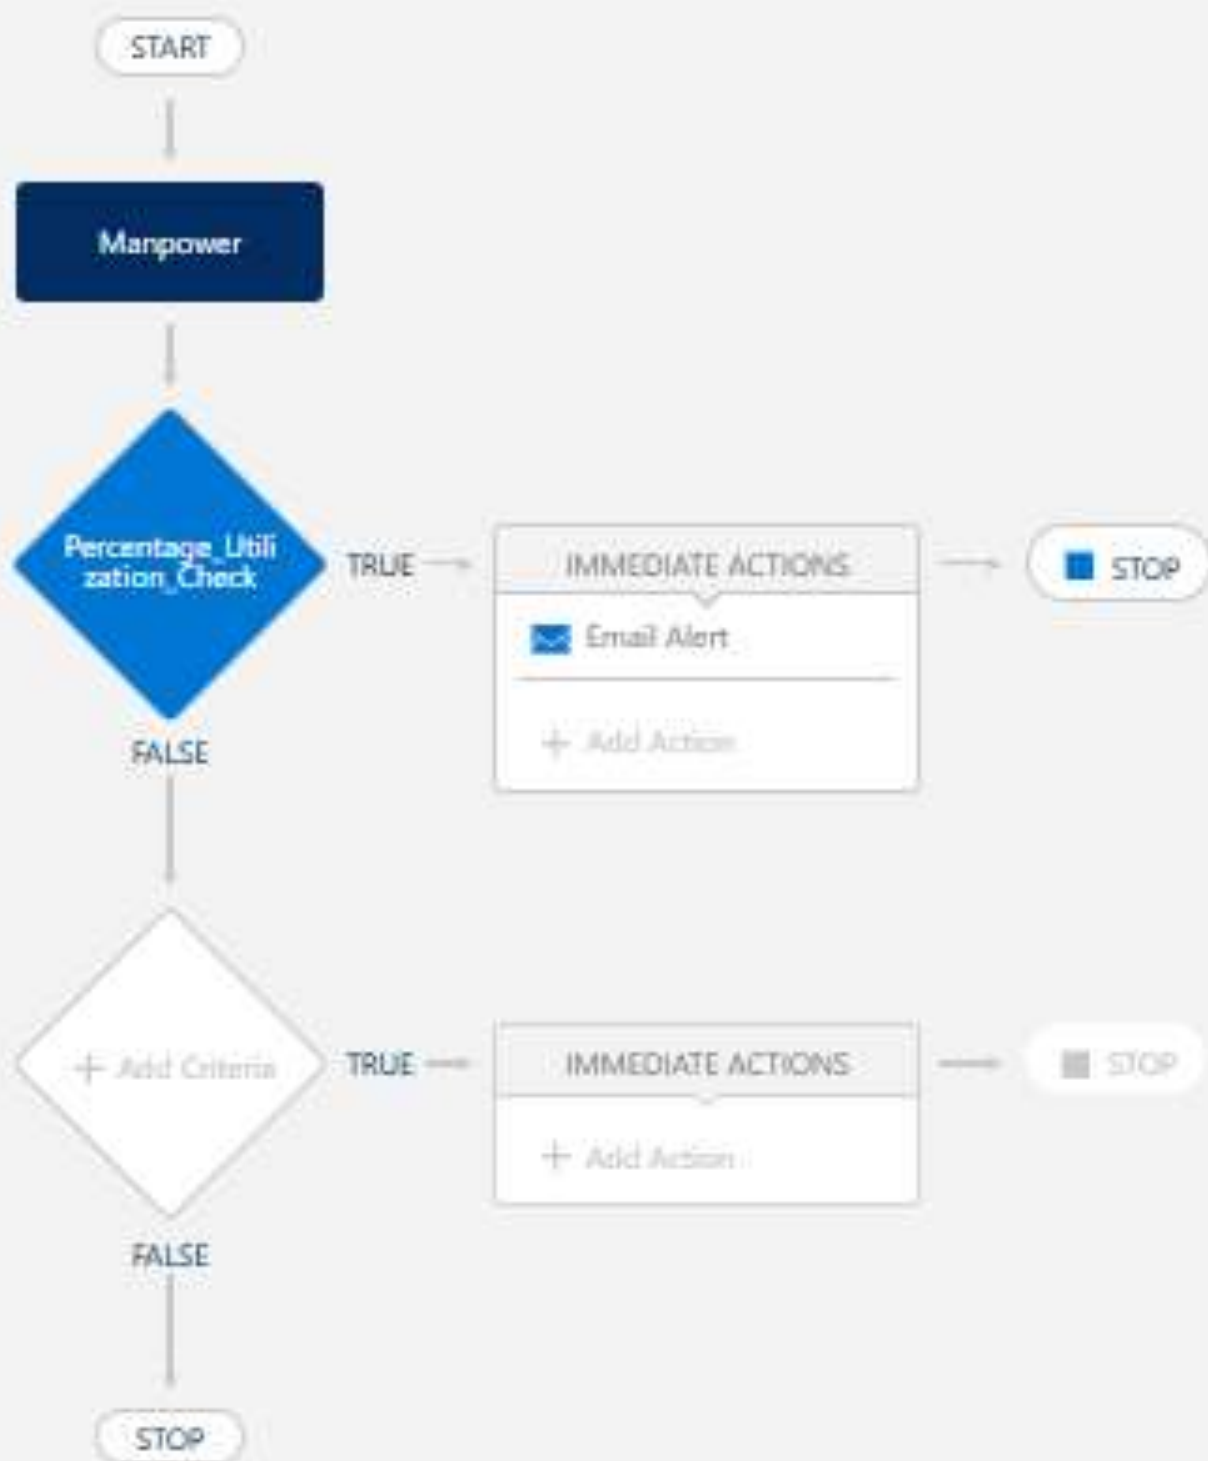 START
Manpower
Percentage_Utili
zation_Check
TRUE
IMMEDIATE ACTIONS
STOP
Email Alert
+ Add Action
FALSE
+ Add Criteria
TRUE
IMMEDIATE ACTIONS
STOP
+ Add Action
FALSE
STOP